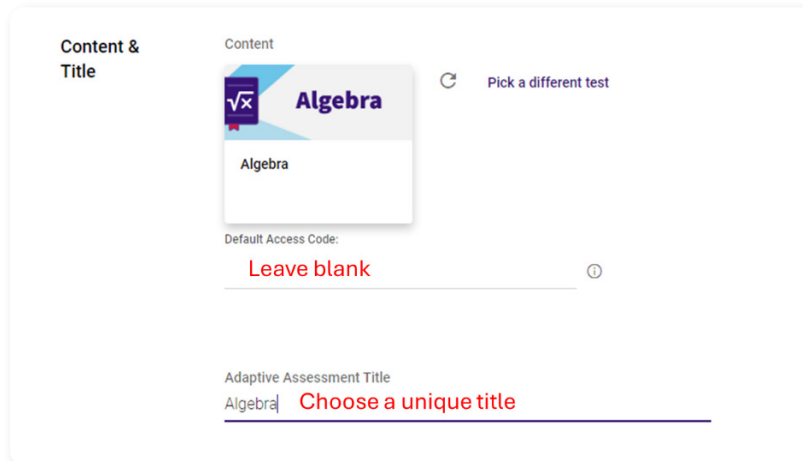 Content &
Title
Content
√x
Algebra
Pick a different test
Algebra
Default Access Code:
Leave blank
Adaptive Assessment Title
Algebra Choose a unique title